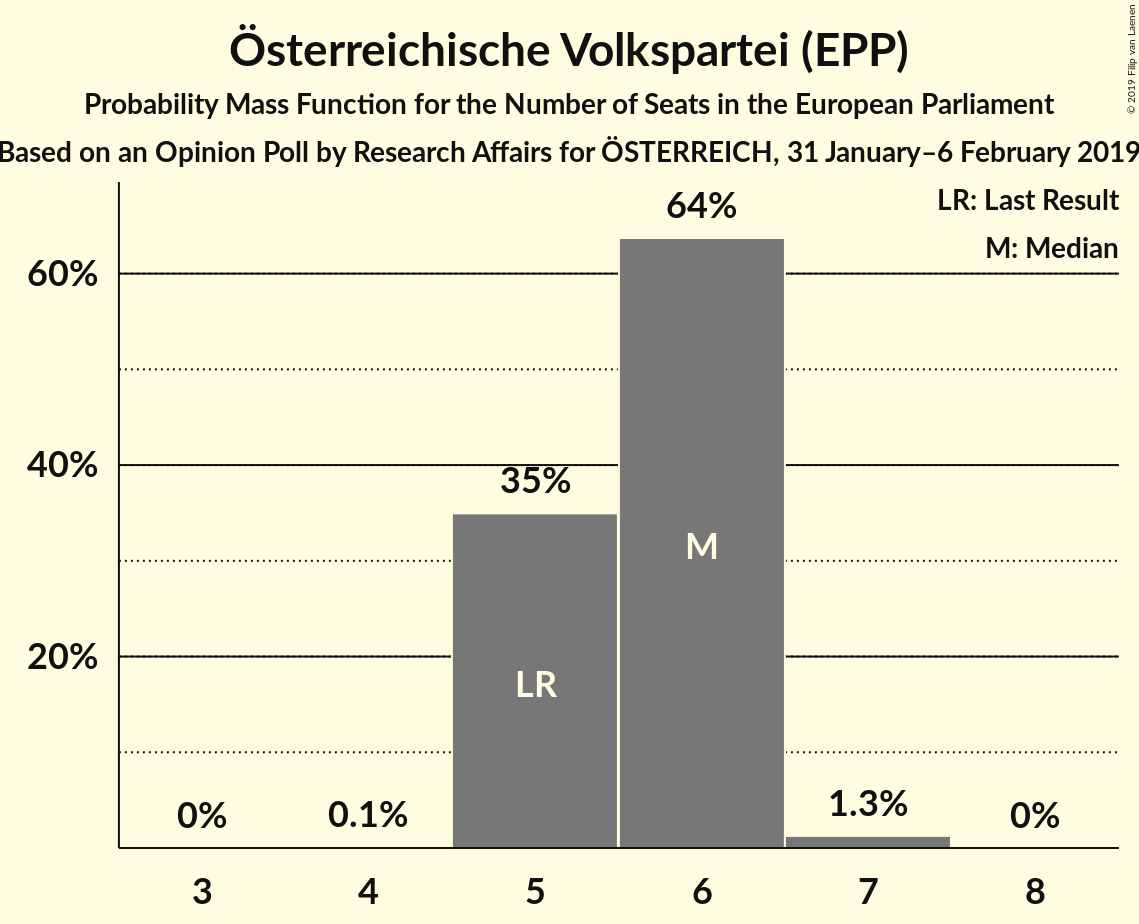 Österreichische Volkspartei (EPP)
Probability Mass Function for the Number of Seats in the European Parliament
Based on an Opinion Poll by Research Affairs for ÖSTERREICH, 31 January–6 February 2019
© 2019 Filip van Laenen
LR: Last Result
M: Median
64%
60%
40%
35%
M
20%
LR
0%
0.1%
1.3%
0%
3 4 5 6 7 8